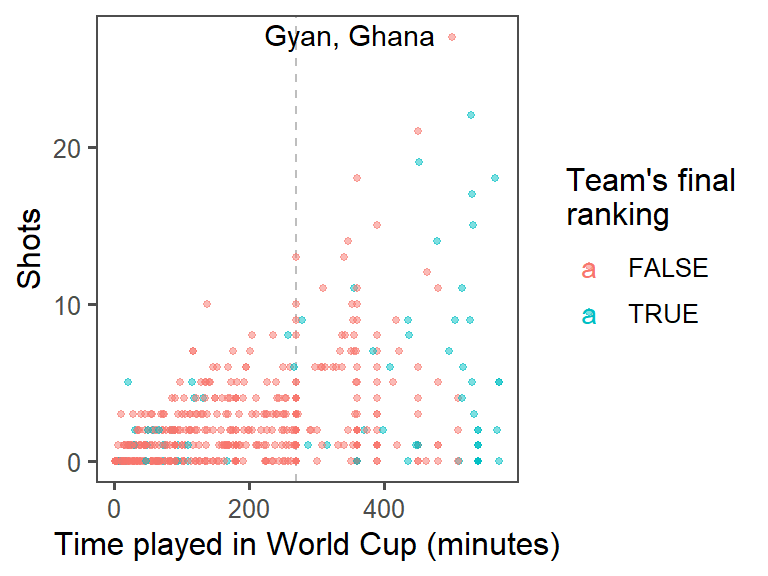 Gyan, Ghana
20
10
0
Shots
0
200
400
Time played in World Cup (minutes)
Team's final
ranking
a FALSE
a TRUE